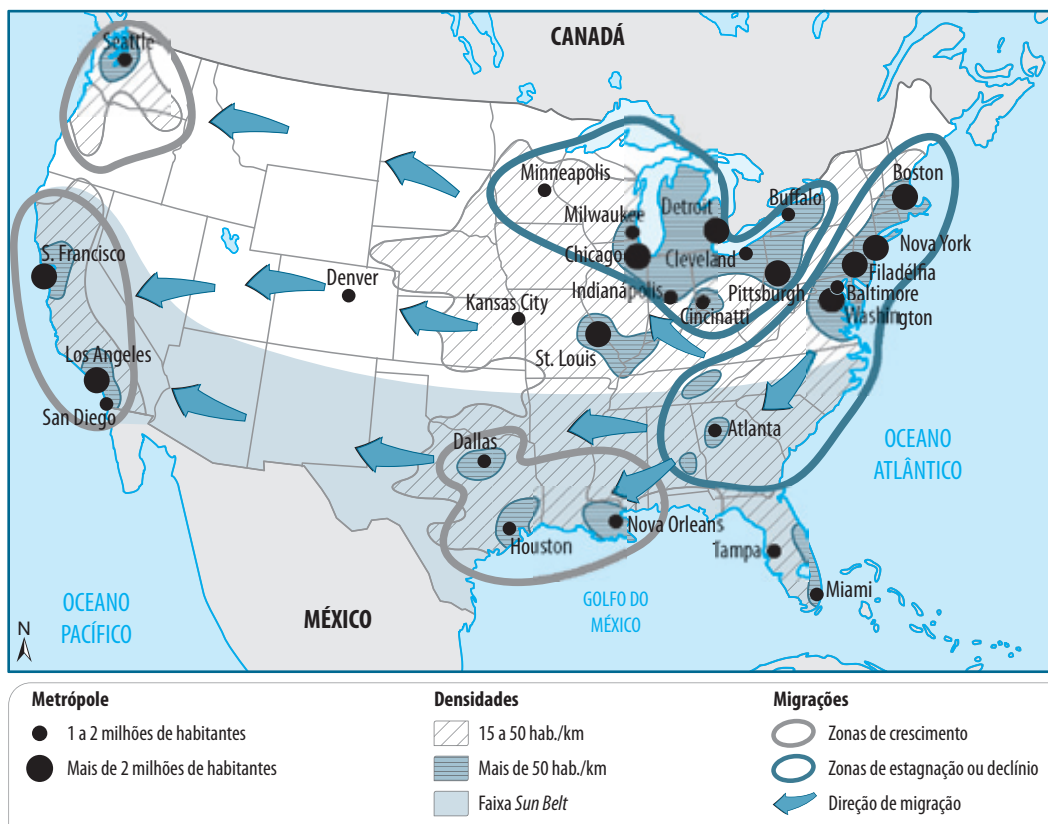 CANADÁ
Seattle
Minneapolis
Boston
Buffalo
Milwaukee
Detroit
Nova York
S. Francisco
Chicago
Cleveland
Filadélfia
Denver
Indianápolis
Pittsburgh
Baltimore
Kansas City
Cincinatti
Washin
gton
Los Angeles
St. Louis
San Diego
Atlanta
Dallas
OCEANO
ATLÂNTICO
Nova Orleans
Houston
Tampa
Miami
OCEANO
PACÍFICO
MÉXICO
GOLFO DO
MÉXICO
N
Metrópole
1 a 2 milhões de habitantes
Mais de 2 milhões de habitantes
Densidades
15 a 50 hab./km
Mais de 50 hab./km
Faixa Sun Belt
Migrações
Zonas de crescimento
Zonas de estagnação ou declínio
Direção de migração